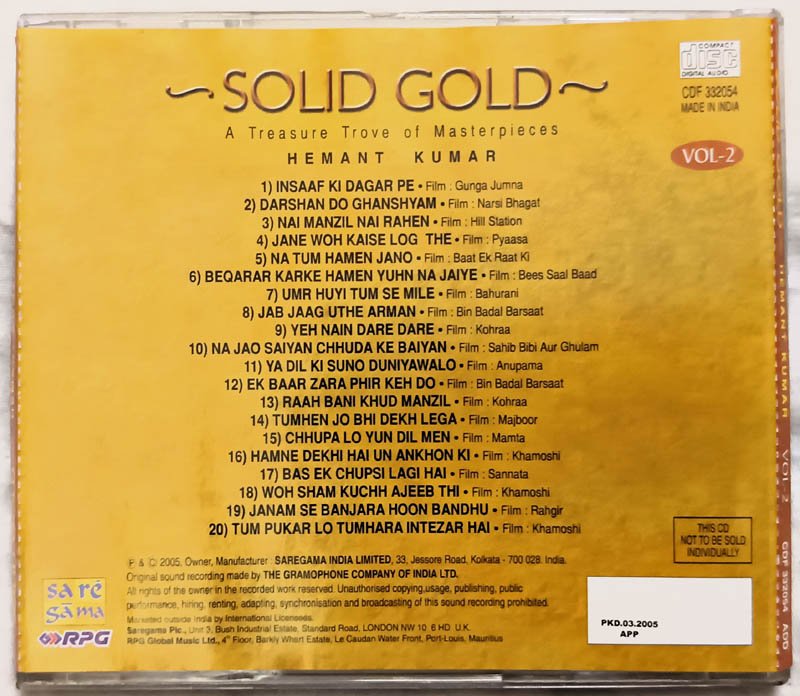 COMPACT
disc
DIGITAL AUDIO
CDF 332054
MADE IN INDIA
~SOLID GOLD~
A Treasure Trove of Masterpieces
HEMANT KUMAR
VOL-2
1) INSAAF KI DAGAR PE • Film : Gunga Jumna
2) DARSHAN DO GHANSHYAM • Film : Narsi Bhagat
3) NAI MANZIL NAI RAHEN • Film : Hill Station
4) JANE WOH KAISE LOG THE • Film : Pyaasa
5) NA TUM HAMEN JANO • Film : Baat Ek Raat Ki
6) BEQARAR KARKE HAMEN YUHN NA JAIYE • Film : Bees Saal Baad
7) UMR HUYI TUM SE MILE • Film : Bahurani
8) JAB JAAG UTHE ARMAN • Film : Bin Badal Barsaat
9) YEH NAIN DARE DARE • Film : Kohraa
10) NA JAO SAIYAN CHHUDA KE BAIYAN • Film : Sahib Bibi Aur Ghulam
11) YA DIL KI SUNO DUNIYAWALO • Film : Anupama
12) EK BAAR ZARA PHIR KEH DO • Film : Bin Badal Barsaat
13) RAAH BANI KHUD MANZIL • Film : Kohraa
14) TUMHEN JO BHI DEKH LEGA • Film : Majboor
15) CHHUPA LO YUN DIL MEN • Film : Mamta
16) HAMNE DEKHI HAI UN ANKHON KI • Film : Khamoshi
17) BAS EK CHUPSI LAGI HAI • Film : Sannata
18) WOH SHAM KUCHH AJEEB THI • Film : Khamoshi
19) JANAM SE BANJARA HOON BANDHU • Film : Rahgir
20) TUM PUKAR LO TUMHARA INTEZAR HAI • Film : Khamoshi
THIS CD
NOT TO BE SOLD
INDIVIDUALLY
℗ & © 2005, Owner, Manufacturer : SAREGAMA INDIA LIMITED, 33, Jessore Road, Kolkata - 700 028. India.
Original sound recording made by THE GRAMOPHONE COMPANY OF INDIA LTD.
All rights of the owner in the recorded work reserved. Unauthorised copying,usage, publishing, public
performance, hiring, renting, adapting, synchronisation and broadcasting of this sound recording prohibited.
Marketed outside India by International Licensees.
Saregama Plc., Unit 3, Bush Industrial Estate, Standard Road, LONDON NW 10 6 HD U.K.
RPG Global Music Ltd., 4th Floor, Barkly Wharf Estate, Le Caudan Water Front, Port-Louis, Mauritius
sa rē
gama
RPG
PKD.03.2005
APP
HEMANT KUMAR VOL-2 CDF 332054 ADD